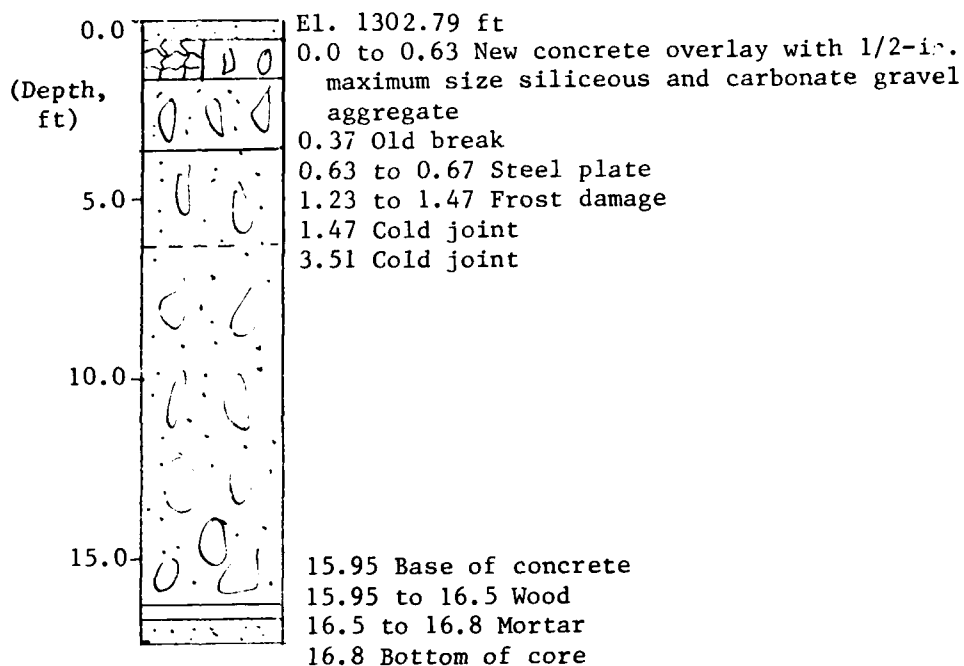 0.0
El. 1302.79 ft
0.0 to 0.63 New concrete overlay with 1/2-in.
maximum size siliceous and carbonate gravel
aggregate
(Depth,
ft)
0.37 Old break
0.63 to 0.67 Steel plate
5.0
1.23 to 1.47 Frost damage
1.47 Cold joint
3.51 Cold joint
10.0
15.0
15.95 Base of concrete
15.95 to 16.5 Wood
16.5 to 16.8 Mortar
16.8 Bottom of core